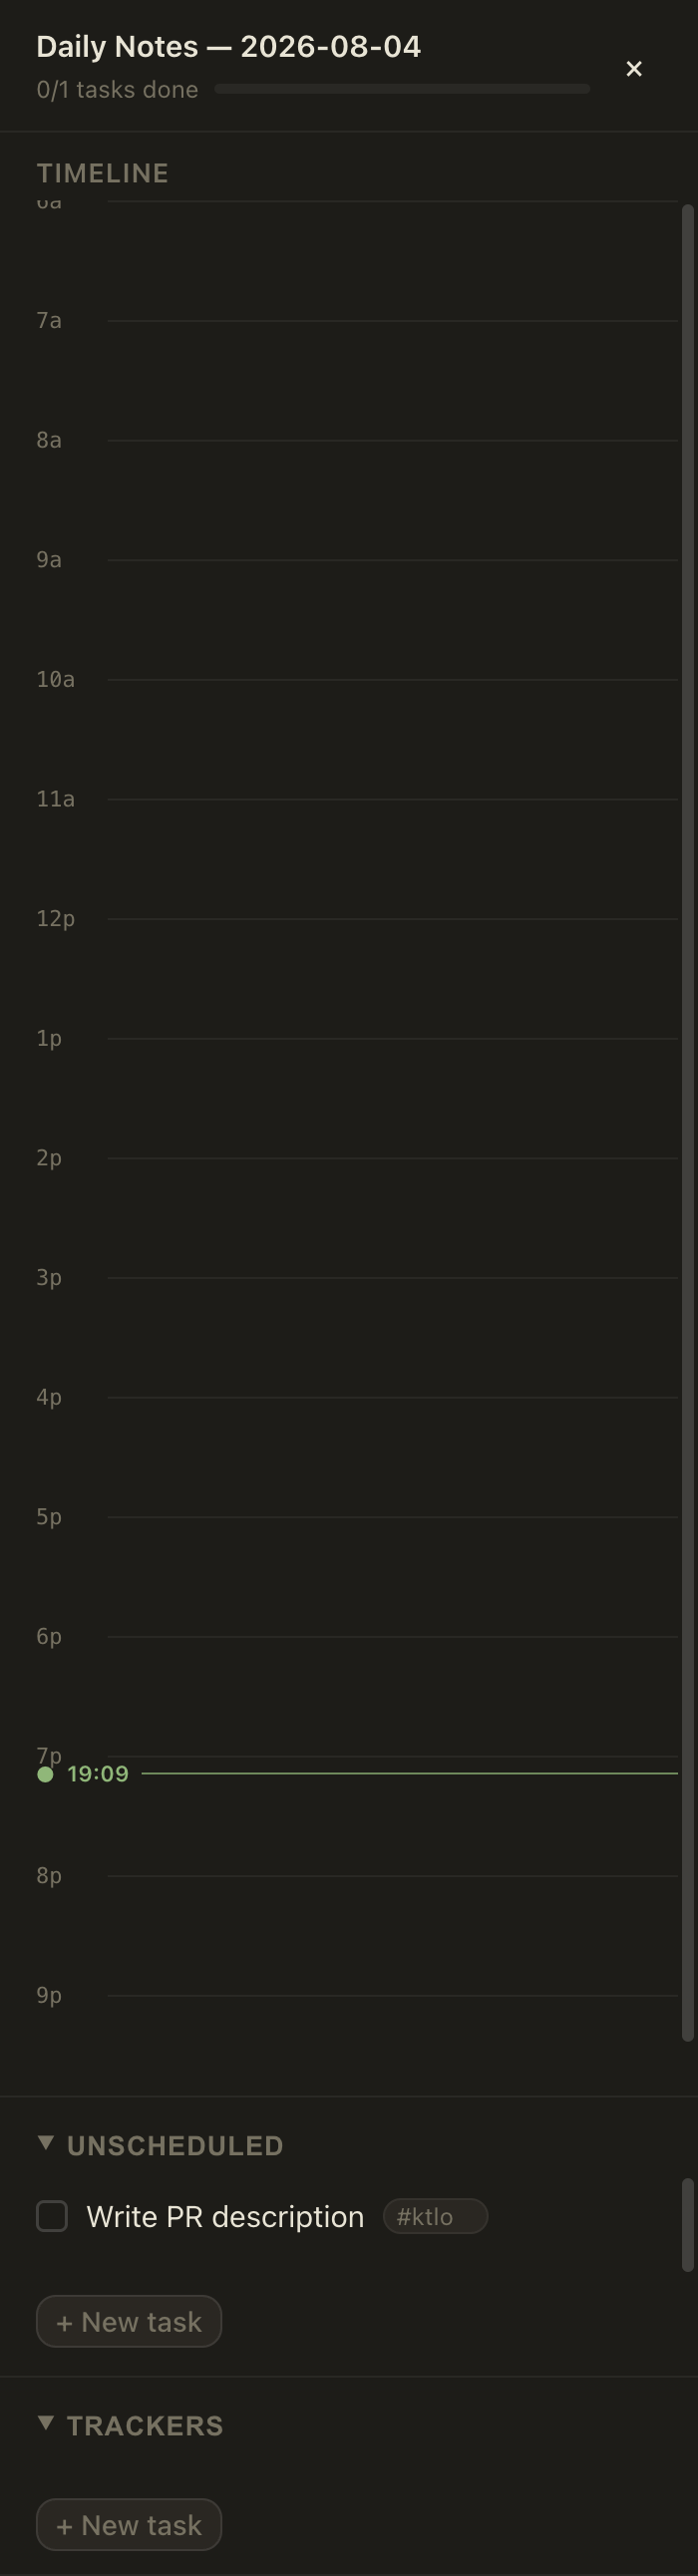 Daily Notes — 2026-08-04
×
0/1 tasks done
TIMELINE
6a
7a
8a
9a
10a
11a
12p
1p
2p
3p
4p
5p
6p
7p
19:09
8p
9p
▼ UNSCHEDULED
Write PR description #ktlo
+ New task
▼ TRACKERS
+ New task